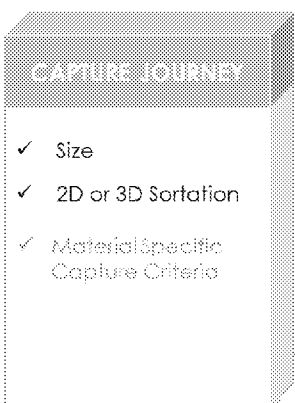 CAPTURE JOURNEY
✓ Size
✓ 2D or 3D Sortation
✓ Material Specific
Capture Criteria